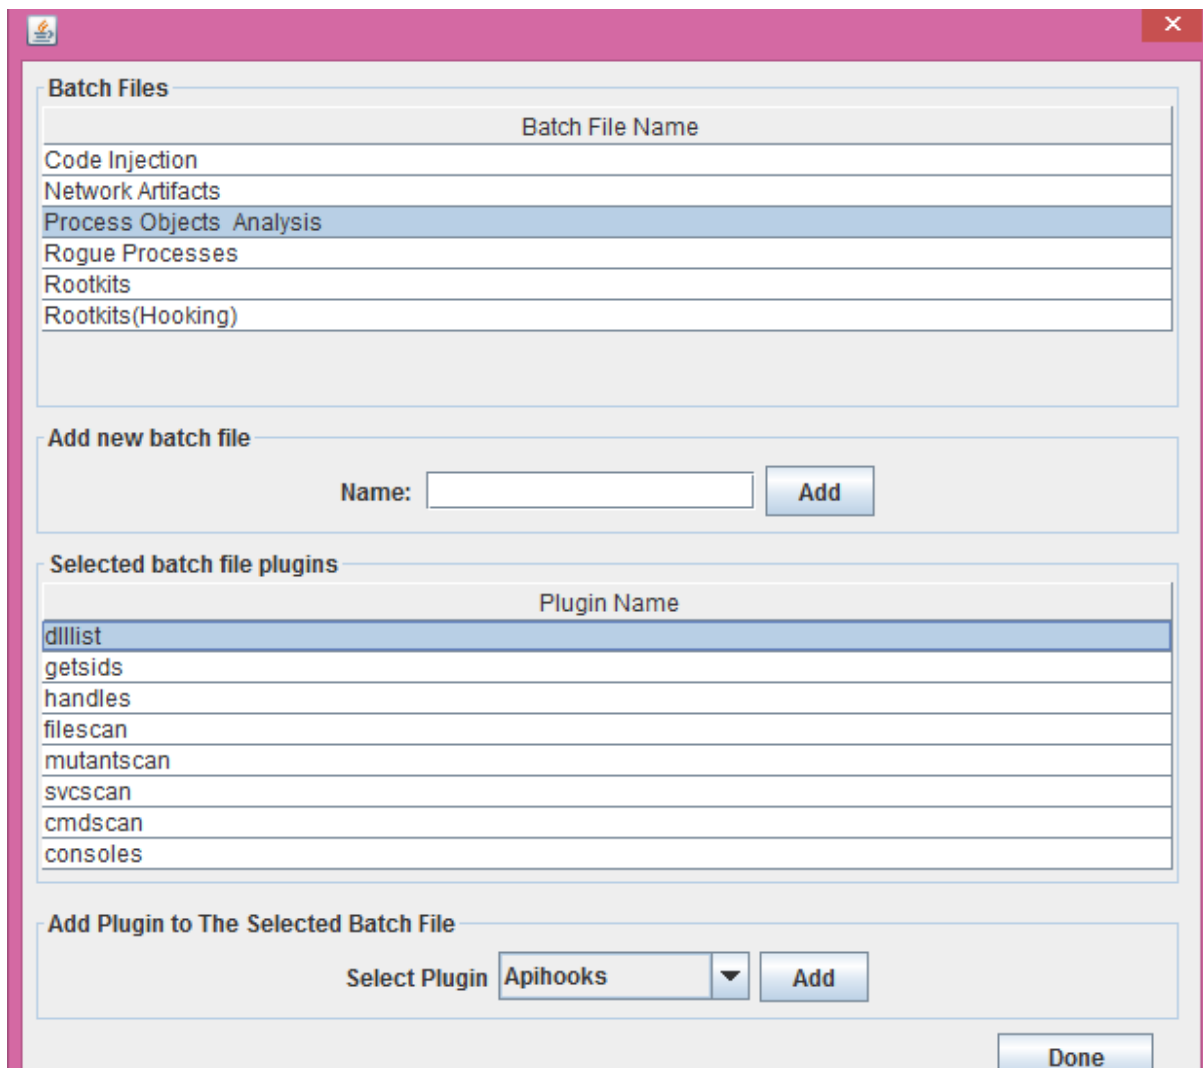 Batch Files
Batch File Name
Code Injection
Network Artifacts
Process Objects  Analysis
Rogue Processes
Rootkits
Rootkits(Hooking)
Add new batch file
Name: Add
Selected batch file plugins
Plugin Name
dlllist
getsids
handles
filescan
mutantscan
svcscan
cmdscan
consoles
Add Plugin to The Selected Batch File
Select Plugin Apihooks Add
Done